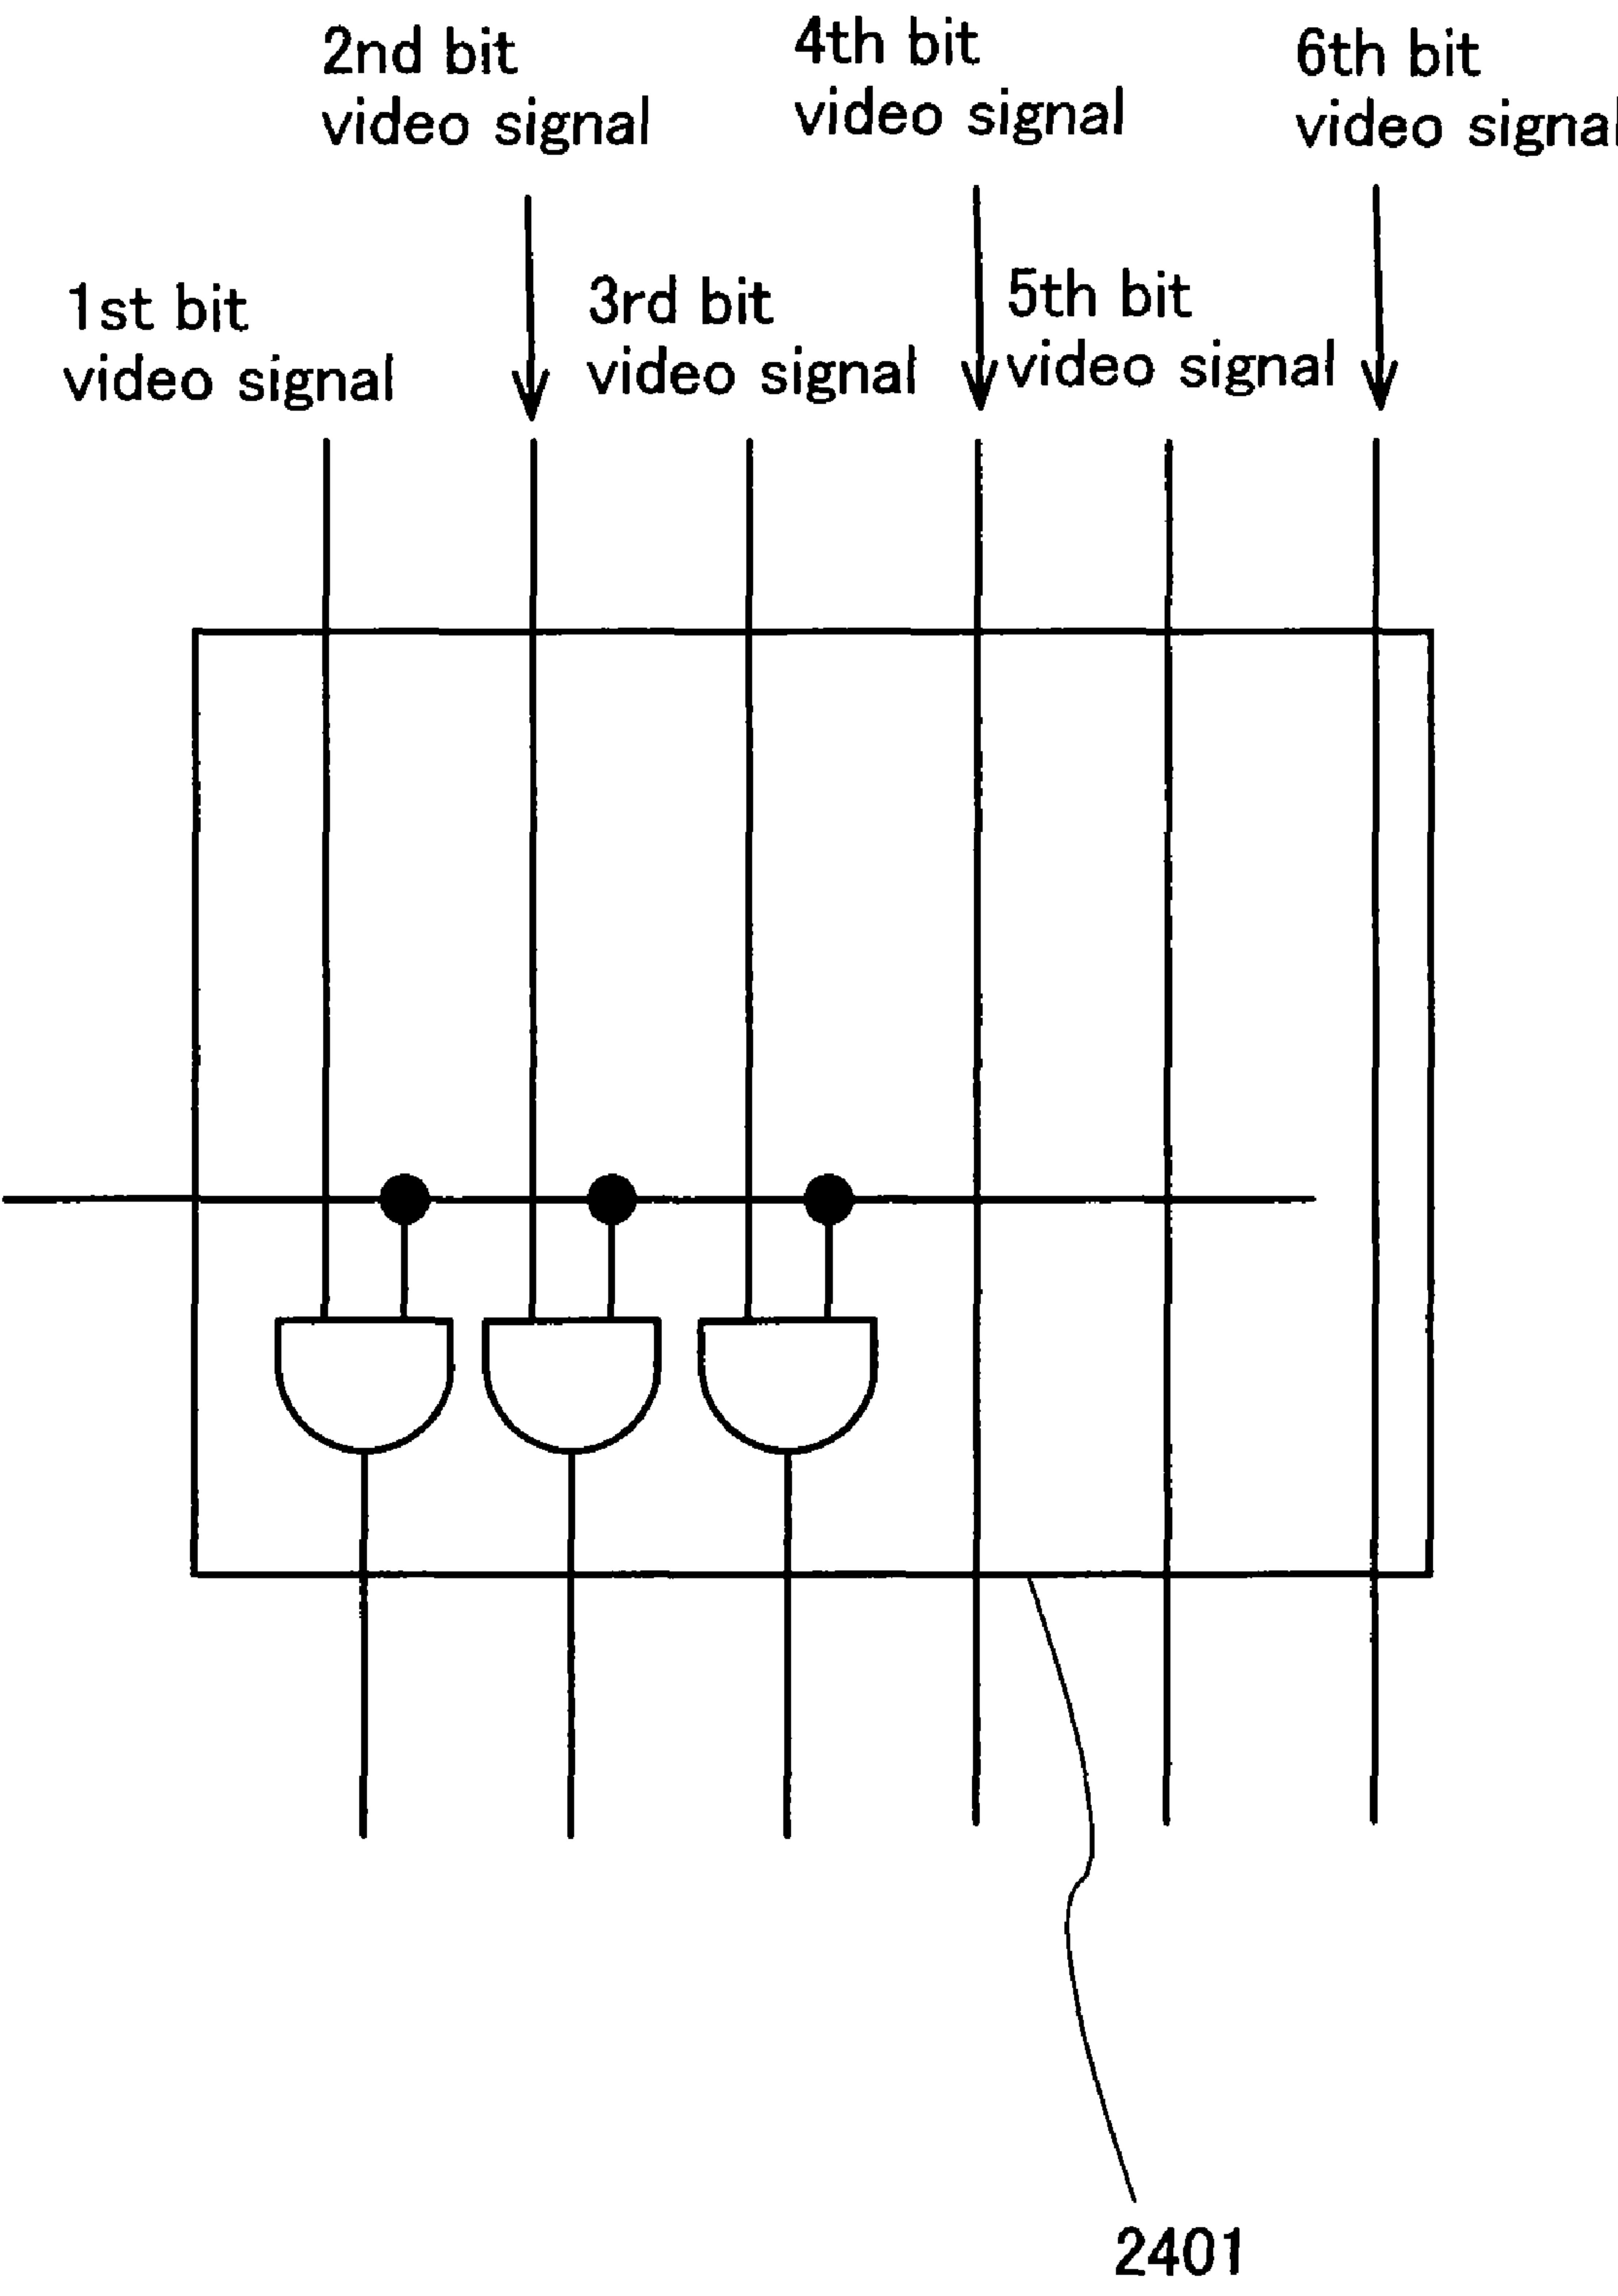 2nd bit
video signal
4th bit
video signal
6th bit
video signal
1st bit
video signal
3rd bit
video signal
5th bit
video signal
2401